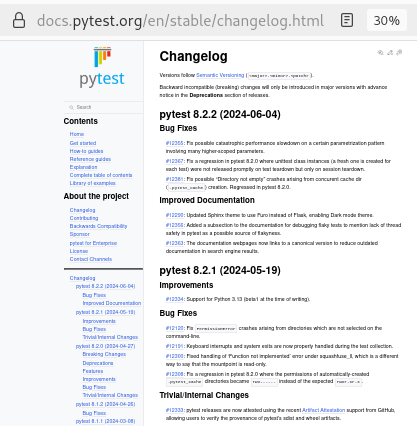 docs.pytest.org/en/stable/changelog.html
30%
pytest
Search
Contents
Home
Get started
How-to guides
Reference guides
Explanation
Complete table of contents
Library of examples
About the project
Changelog
Contributing
Backwards Compatibility
Sponsor
pytest for Enterprise
License
Contact Channels
Changelog
pytest 8.2.2 (2024-06-04)
Bug Fixes
Improved Documentation
pytest 8.2.1 (2024-05-19)
Improvements
Bug Fixes
Trivial/Internal Changes
pytest 8.2.0 (2024-04-27)
Breaking Changes
Deprecations
Features
Improvements
Bug Fixes
Trivial/Internal Changes
pytest 8.1.2 (2024-04-26)
Bug Fixes
pytest 8.1.1 (2024-03-08)
Changelog
Versions follow Semantic Versioning (<major>.<minor>.<patch>).
Backward incompatible (breaking) changes will only be introduced in major versions with advance
notice in the Deprecations section of releases.
pytest 8.2.2 (2024-06-04)
Bug Fixes
#12355: Fix possible catastrophic performance slowdown on a certain parametrization pattern
involving many higher-scoped parameters.
#12367: Fix a regression in pytest 8.2.0 where unittest class instances (a fresh one is created for
each test) were not released promptly on test teardown but only on session teardown.
#12381: Fix possible "Directory not empty" crashes arising from concurrent cache dir
(.pytest_cache) creation. Regressed in pytest 8.2.0.
Improved Documentation
#12290: Updated Sphinx theme to use Furo instead of Flask, enabling Dark mode theme.
#12356: Added a subsection to the documentation for debugging flaky tests to mention lack of thread
safety in pytest as a possible source of flakyness.
#12363: The documentation webpages now links to a canonical version to reduce outdated
documentation in search engine results.
pytest 8.2.1 (2024-05-19)
Improvements
#12334: Support for Python 3.13 (beta1 at the time of writing).
Bug Fixes
#12120: Fix PermissionError crashes arising from directories which are not selected on the
command-line.
#12191: Keyboard interrupts and system exits are now properly handled during the test collection.
#12300: Fixed handling of 'Function not implemented' error under squashfuse_ll, which is a different
way to say that the mountpoint is read-only.
#12308: Fix a regression in pytest 8.2.0 where the permissions of automatically-created
.pytest_cache directories became rwx------ instead of the expected rwxr-xr-x.
Trivial/Internal Changes
#12333: pytest releases are now attested using the recent Artifact Attestation support from GitHub,
allowing users to verify the provenance of pytest's sdist and wheel artifacts.